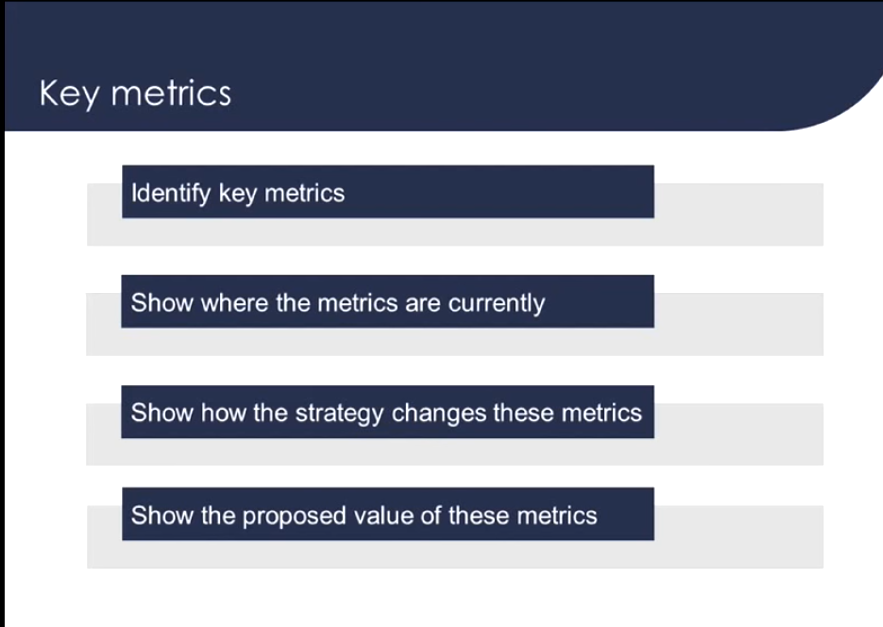 Key metrics
Identify key metrics
Show where the metrics are currently
Show how the strategy changes these metrics
Show the proposed value of these metrics